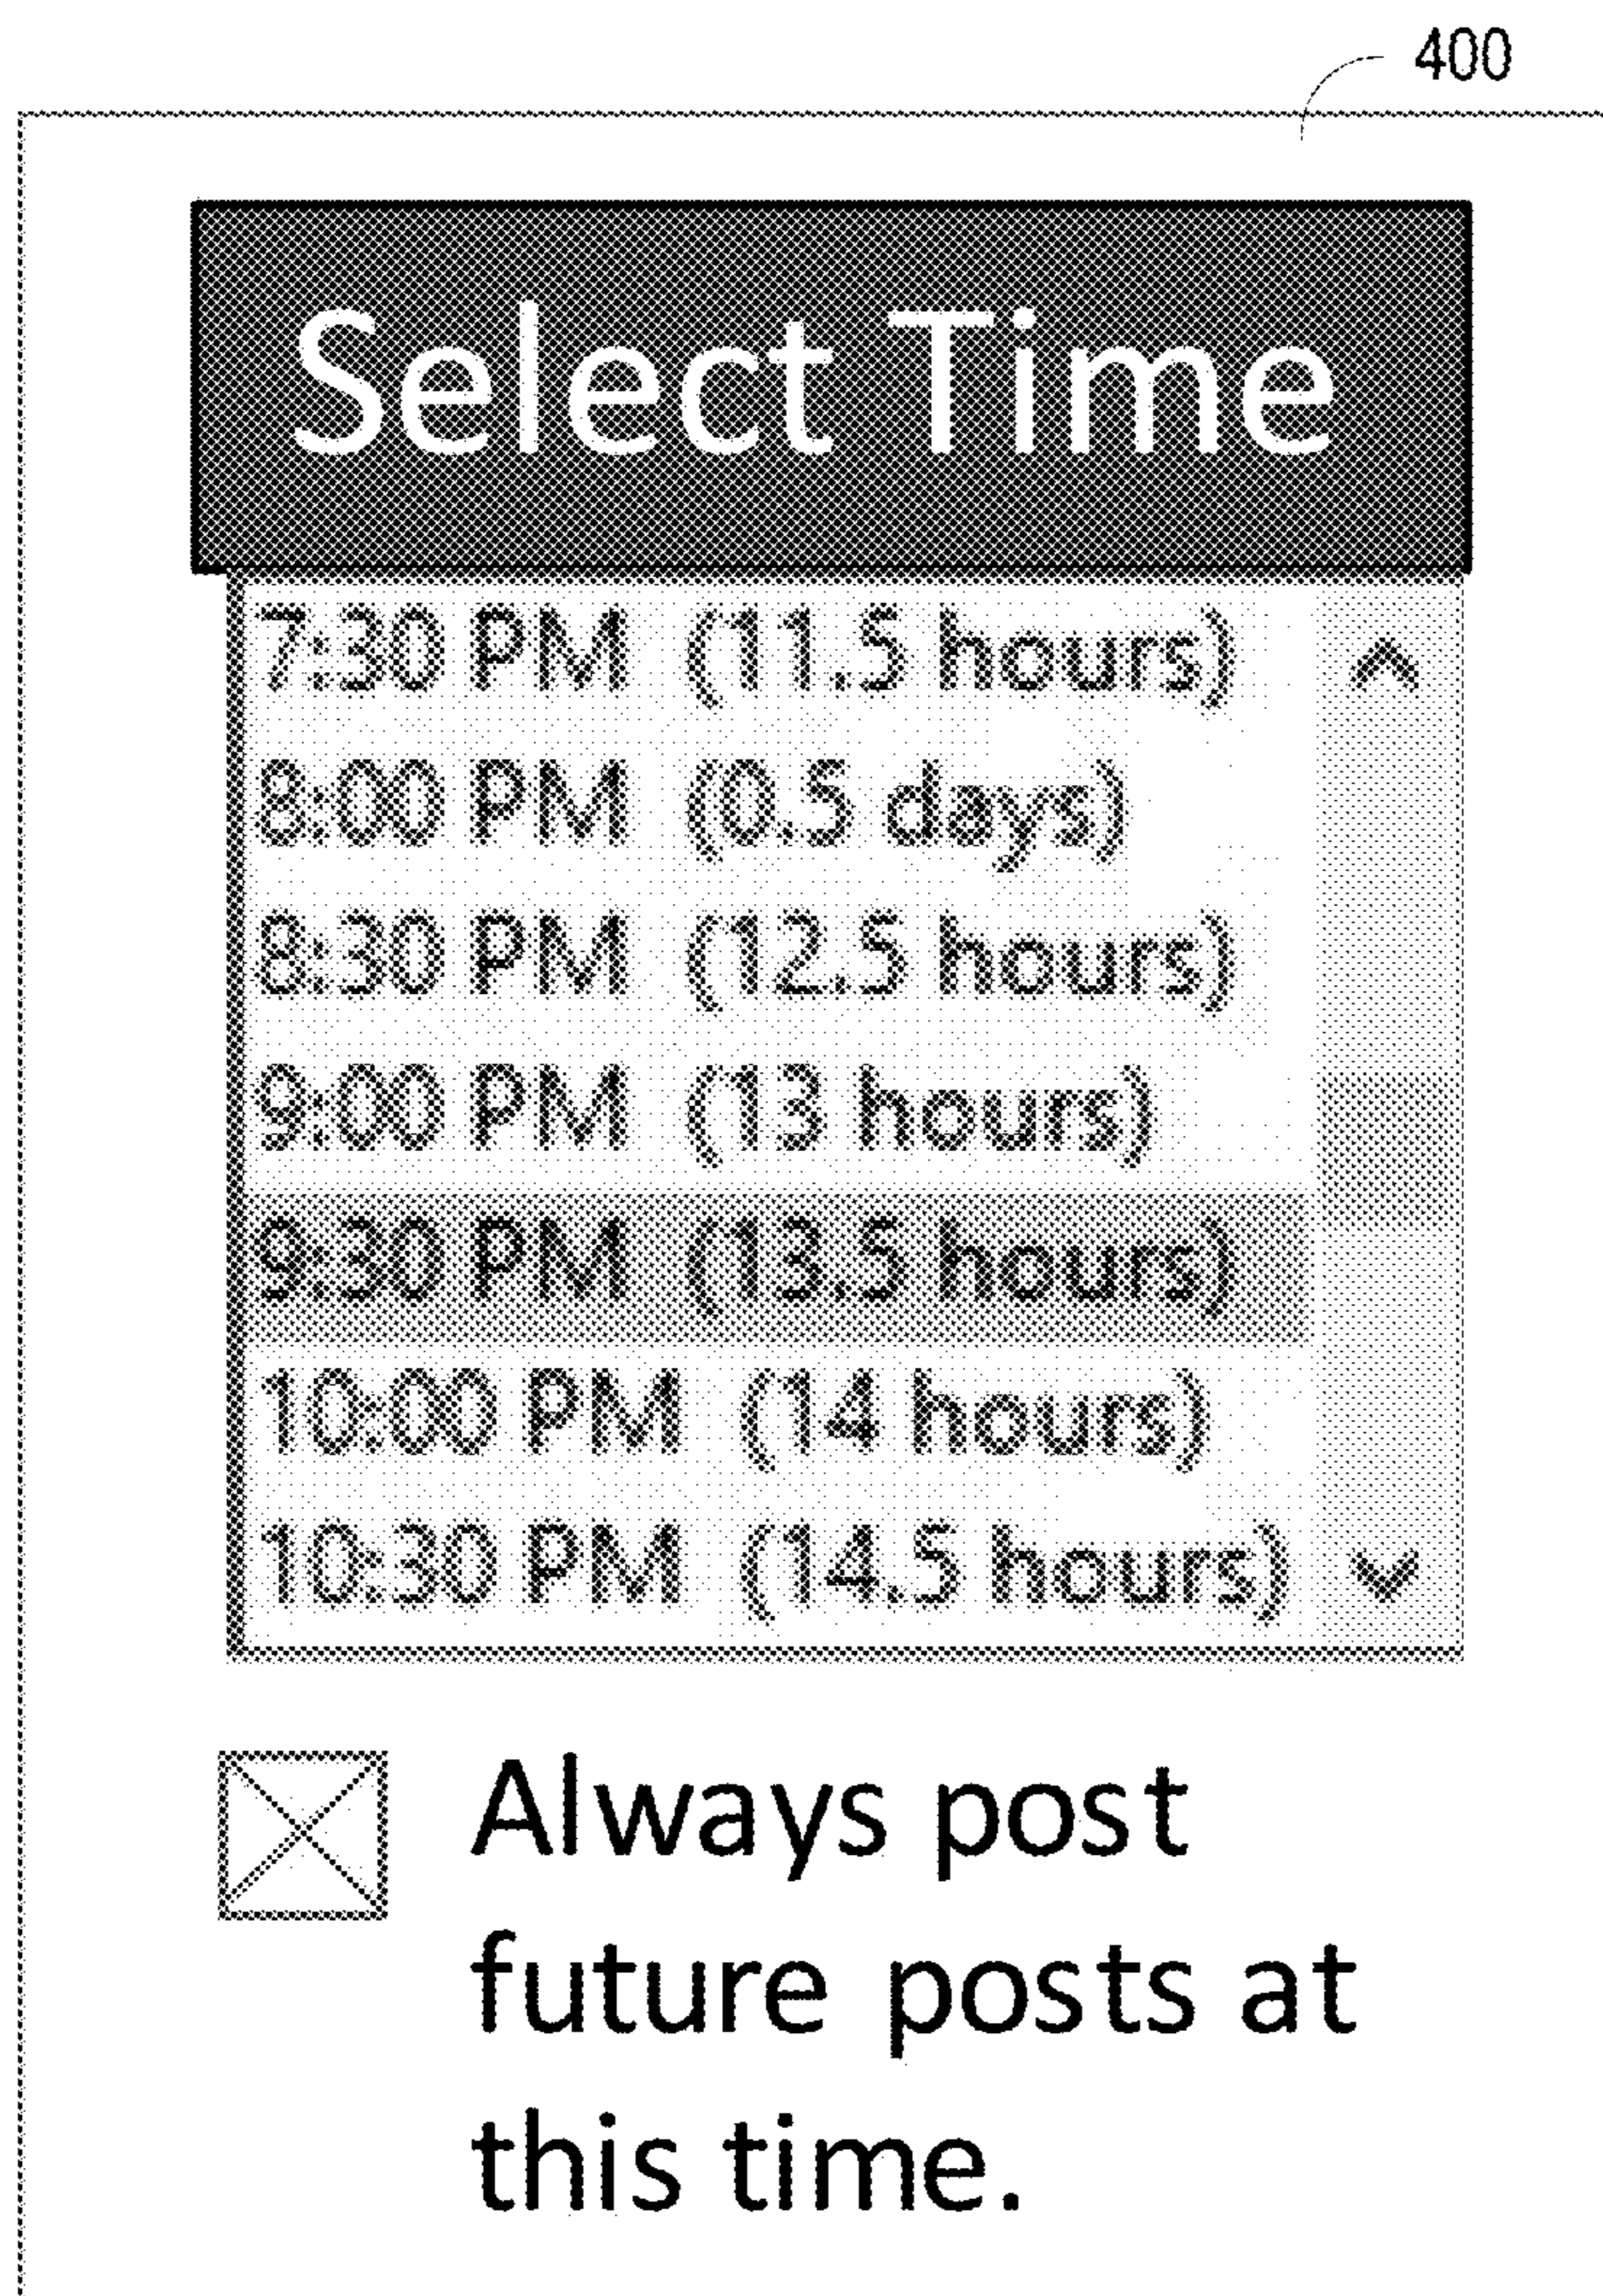 400
Select Time
7:30 PM (11.5 hours)
8:00 PM (0.5 days)
8:30 PM (12.5 hours)
9:00 PM (13 hours)
9:30 PM (13.5 hours)
10:00 PM (14 hours)
10:30 PM (14.5 hours)
Always post
future posts at
this time.